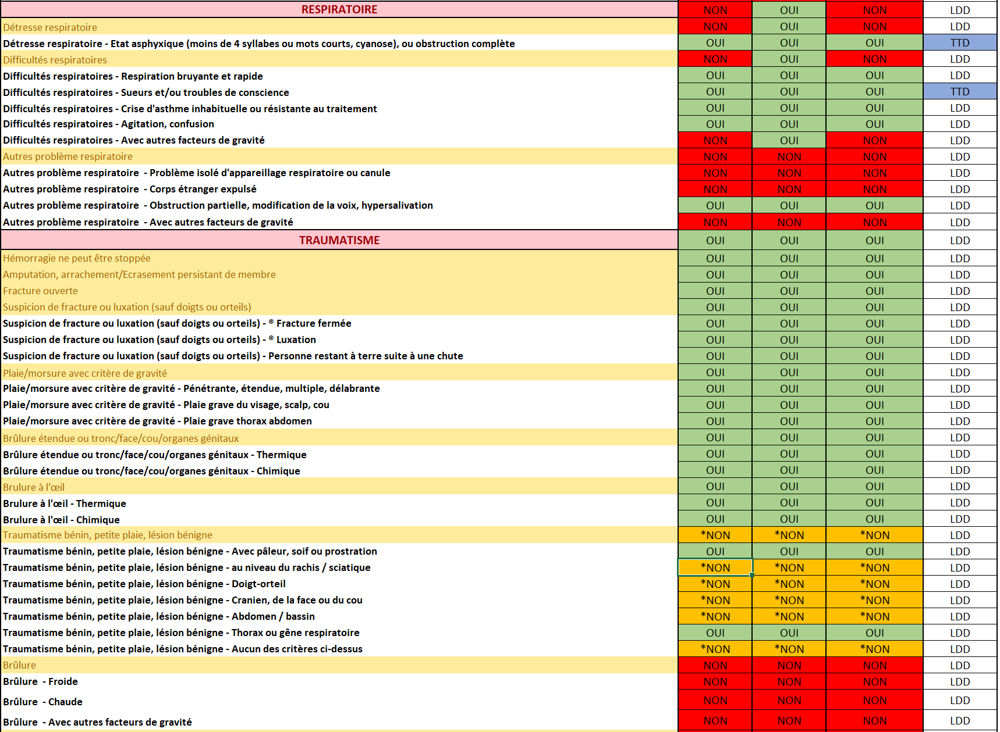 RESPIRATOIRE NON OUI NON LDD
Détresse respiratoire NON OUI NON LDD
Détresse respiratoire - Etat asphyxique (moins de 4 syllabes ou mots courts, cyanose), ou obstruction complète OUI OUI OUI TTD
Difficultés respiratoires NON OUI NON LDD
Difficultés respiratoires - Respiration bruyante et rapide OUI OUI OUI LDD
Difficultés respiratoires - Sueurs et/ou troubles de conscience OUI OUI OUI TTD
Difficultés respiratoires - Crise d'asthme inhabituelle ou résistante au traitement OUI OUI OUI LDD
Difficultés respiratoires - Agitation, confusion OUI OUI OUI LDD
Difficultés respiratoires - Avec autres facteurs de gravité NON OUI NON LDD
Autres problème respiratoire NON NON NON LDD
Autres problème respiratoire - Problème isolé d'appareillage respiratoire ou canule NON NON NON LDD
Autres problème respiratoire - Corps étranger expulsé NON NON NON LDD
Autres problème respiratoire - Obstruction partielle, modification de la voix, hypersalivation OUI OUI OUI LDD
Autres problème respiratoire - Avec autres facteurs de gravité NON NON NON LDD
TRAUMATISME OUI OUI OUI LDD
Hémorragie ne peut être stoppée OUI OUI OUI LDD
Amputation, arrachement/Ecrasement persistant de membre OUI OUI OUI LDD
Fracture ouverte OUI OUI OUI LDD
Suspicion de fracture ou luxation (sauf doigts ou orteils) OUI OUI OUI LDD
Suspicion de fracture ou luxation (sauf doigts ou orteils) - ® Fracture fermée OUI OUI OUI LDD
Suspicion de fracture ou luxation (sauf doigts ou orteils) - ® Luxation OUI OUI OUI LDD
Suspicion de fracture ou luxation (sauf doigts ou orteils) - Personne restant à terre suite à une chute OUI OUI OUI LDD
Plaie/morsure avec critère de gravité OUI OUI OUI LDD
Plaie/morsure avec critère de gravité - Pénétrante, étendue, multiple, délabrante OUI OUI OUI LDD
Plaie/morsure avec critère de gravité - Plaie grave du visage, scalp, cou OUI OUI OUI LDD
Plaie/morsure avec critère de gravité - Plaie grave thorax abdomen OUI OUI OUI LDD
Brûlure étendue ou tronc/face/cou/organes génitaux OUI OUI OUI LDD
Brûlure étendue ou tronc/face/cou/organes génitaux - Thermique OUI OUI OUI LDD
Brûlure étendue ou tronc/face/cou/organes génitaux - Chimique OUI OUI OUI LDD
Brulure à l'œil OUI OUI OUI LDD
Brulure à l'œil - Thermique OUI OUI OUI LDD
Brulure à l'œil - Chimique OUI OUI OUI LDD
Traumatisme bénin, petite plaie, lésion bénigne *NON *NON *NON LDD
Traumatisme bénin, petite plaie, lésion bénigne - Avec pâleur, soif ou prostration OUI OUI OUI LDD
Traumatisme bénin, petite plaie, lésion bénigne - au niveau du rachis / sciatique *NON *NON *NON LDD
Traumatisme bénin, petite plaie, lésion bénigne - Doigt-orteil *NON *NON *NON LDD
Traumatisme bénin, petite plaie, lésion bénigne - Cranien, de la face ou du cou *NON *NON *NON LDD
Traumatisme bénin, petite plaie, lésion bénigne - Abdomen / bassin *NON *NON *NON LDD
Traumatisme bénin, petite plaie, lésion bénigne - Thorax ou gêne respiratoire OUI OUI OUI LDD
Traumatisme bénin, petite plaie, lésion bénigne - Aucun des critères ci-dessus *NON *NON *NON LDD
Brûlure NON NON NON LDD
Brûlure - Froide NON NON NON LDD
Brûlure - Chaude NON NON NON LDD
Brûlure - Avec autres facteurs de gravité NON NON NON LDD